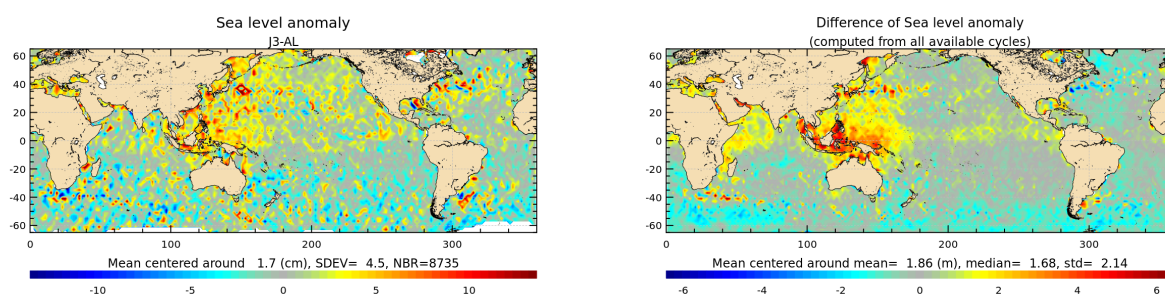 Sea level anomaly
J3-AL
60
40
20
0
-20
-40
-60
0 100 200 300
Mean centered around 1.7 (cm), SDEV= 4.5, NBR=8735
-10 -5 0 5 10
Difference of Sea level anomaly
(computed from all available cycles)
60
40
20
0
-20
-40
-60
0 100 200 300
Mean centered around mean= 1.86 (m), median= 1.68, std= 2.14
-6 -4 -2 0 2 4 6